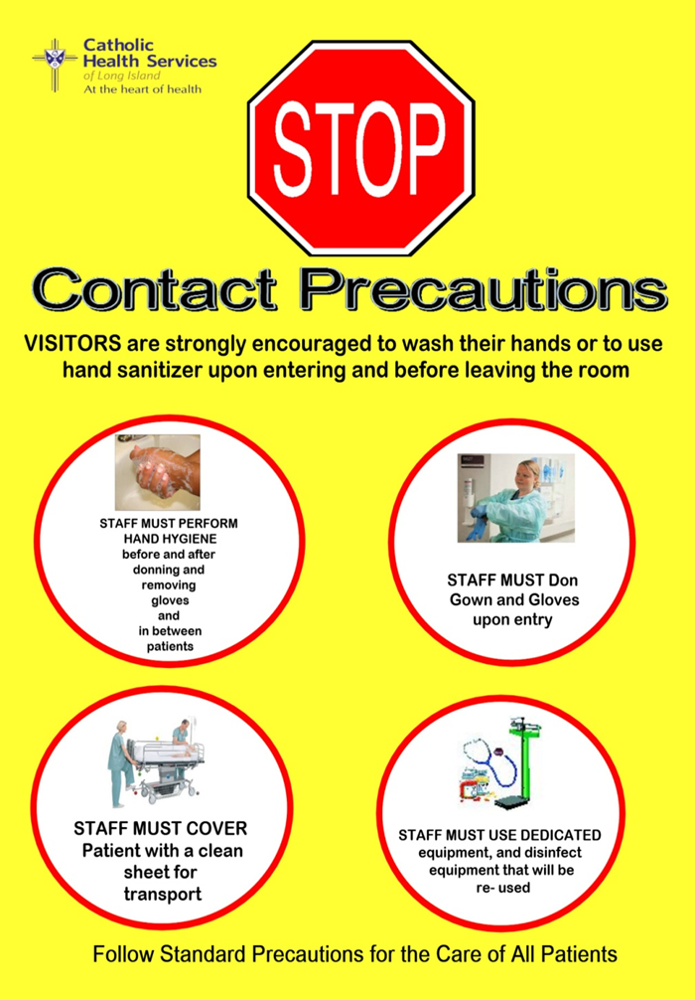 Catholic
Health Services
of Long Island
At the heart of health
STOP
Contact Precautions
VISITORS are strongly encouraged to wash their hands or to use
hand sanitizer upon entering and before leaving the room
STAFF MUST PERFORM
HAND HYGIENE
before and after
donning and
removing
gloves
and
in between
patients
STAFF MUST Don
Gown and Gloves
upon entry
STAFF MUST COVER
Patient with a clean
sheet for
transport
STAFF MUST USE DEDICATED
equipment, and disinfect
equipment that will be
re- used
Follow Standard Precautions for the Care of All Patients